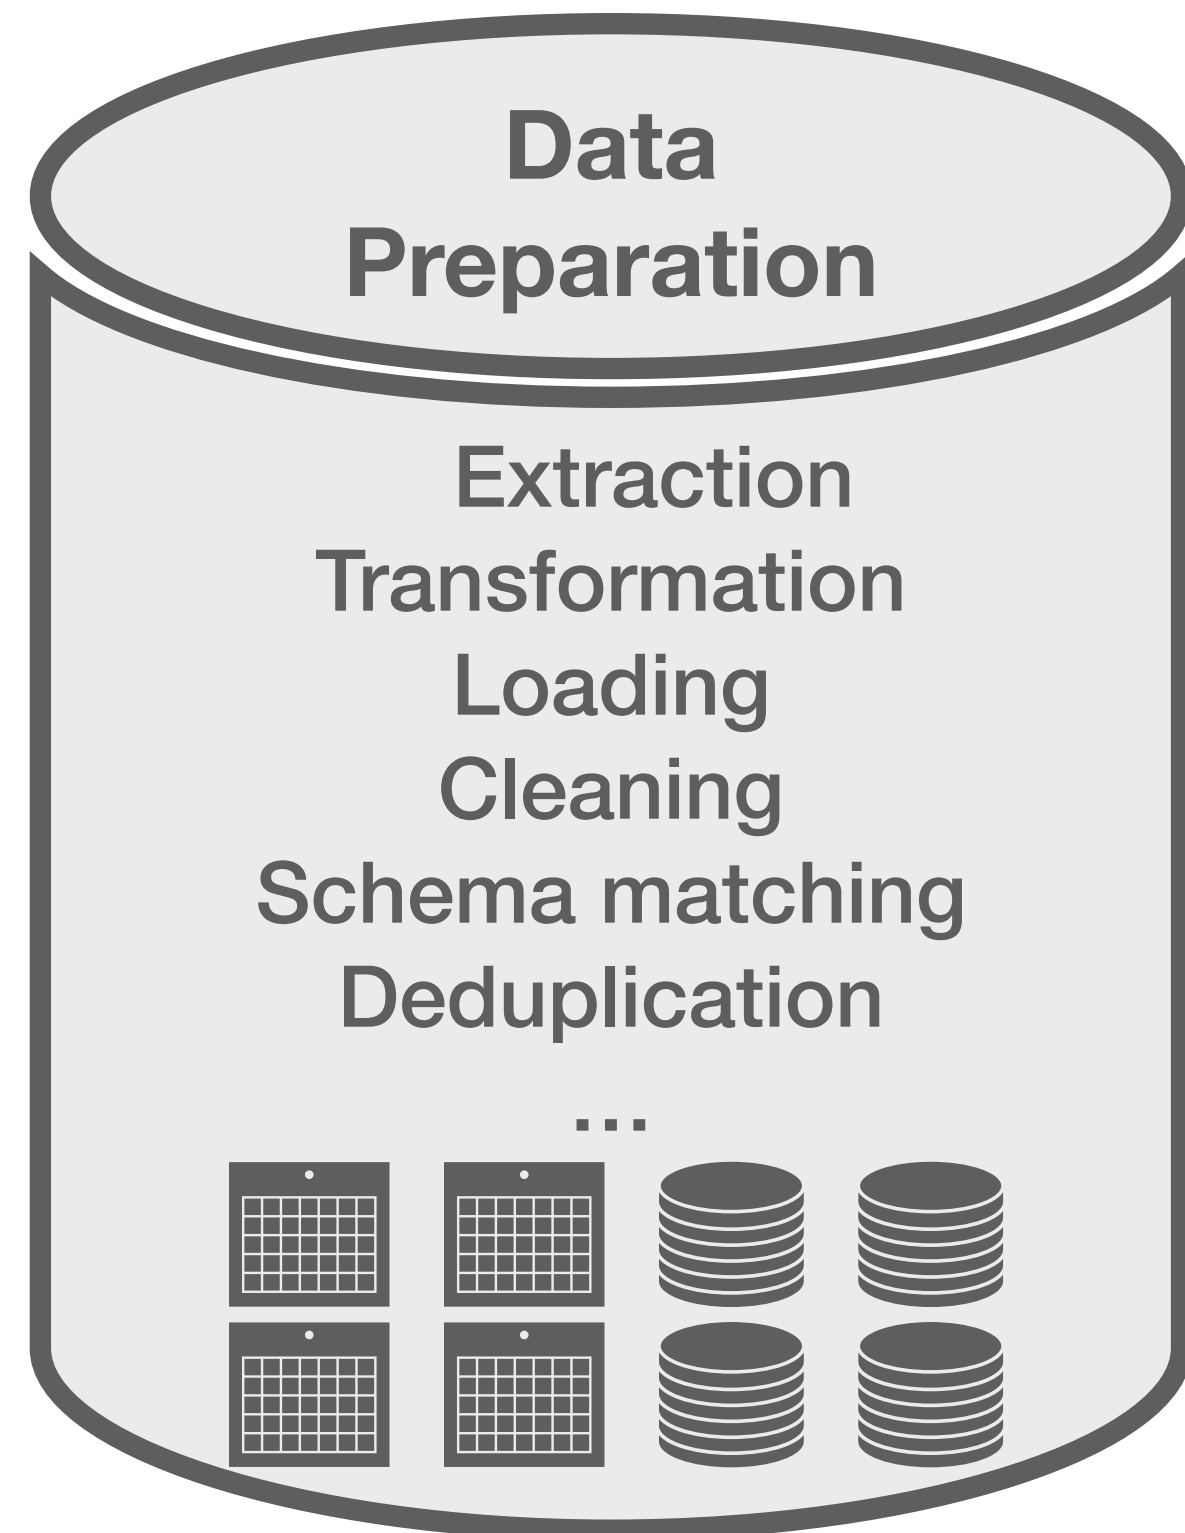 Data
Preparation
Extraction
Transformation
Loading
Cleaning
Schema matching
Deduplication
...